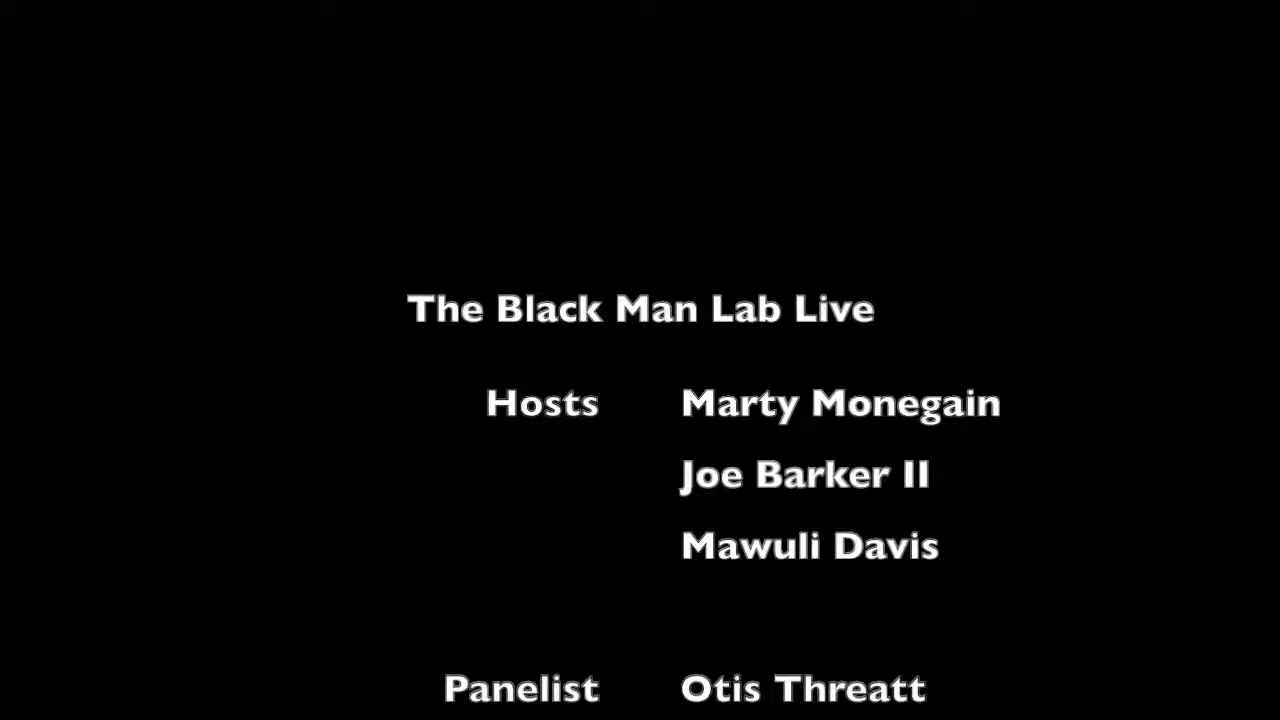 The Black Man Lab Live
Hosts Marty Monegain
Joe Barker II
Mawuli Davis
Panelist Otis Threatt